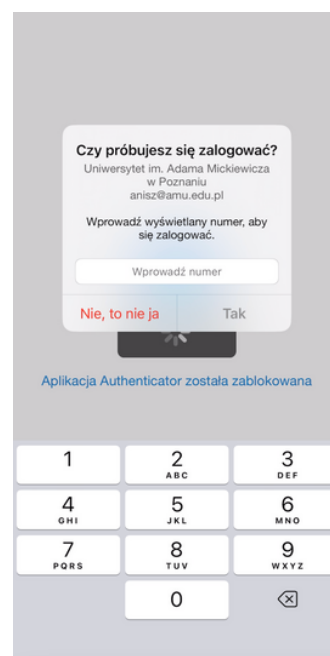 Czy próbujesz się zalogować?
Uniwersytet im. Adama Mickiewicza
w Poznaniu
anisz@amu.edu.pl
Wprowadź wyświetlany numer, aby
się zalogować.
Wprowadź numer
Nie, to nie ja Tak
Aplikacja Authenticator została zablokowana
1 2 3
ABC DEF
4 5 6
GHI JKL MNO
7 8 9
PQRS TUV WXYZ
0